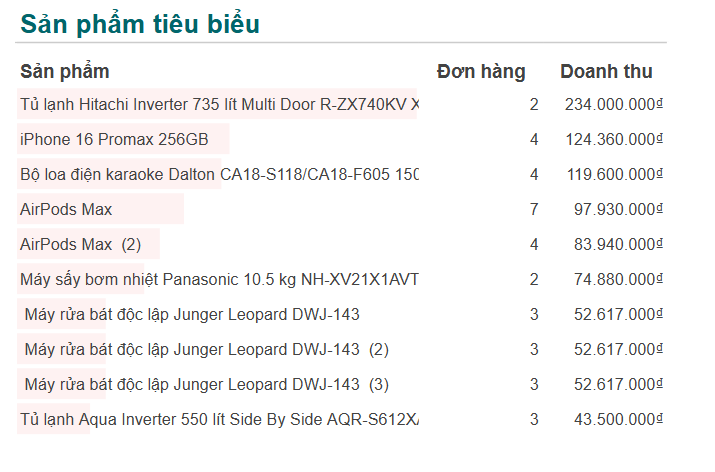 Sản phẩm tiêu biểu
Sản phẩm Đơn hàng Doanh thu
Tủ lạnh Hitachi Inverter 735 lít Multi Door R-ZX740KV X 2 234.000.000₫
iPhone 16 Promax 256GB 4 124.360.000₫
Bộ loa điện karaoke Dalton CA18-S118/CA18-F605 150 4 119.600.000₫
AirPods Max 7 97.930.000₫
AirPods Max (2) 4 83.940.000₫
Máy sấy bơm nhiệt Panasonic 10.5 kg NH-XV21X1AVT 2 74.880.000₫
Máy rửa bát độc lập Junger Leopard DWJ-143 3 52.617.000₫
Máy rửa bát độc lập Junger Leopard DWJ-143 (2) 3 52.617.000₫
Máy rửa bát độc lập Junger Leopard DWJ-143 (3) 3 52.617.000₫
Tủ lạnh Aqua Inverter 550 lít Side By Side AQR-S612XA 3 43.500.000₫